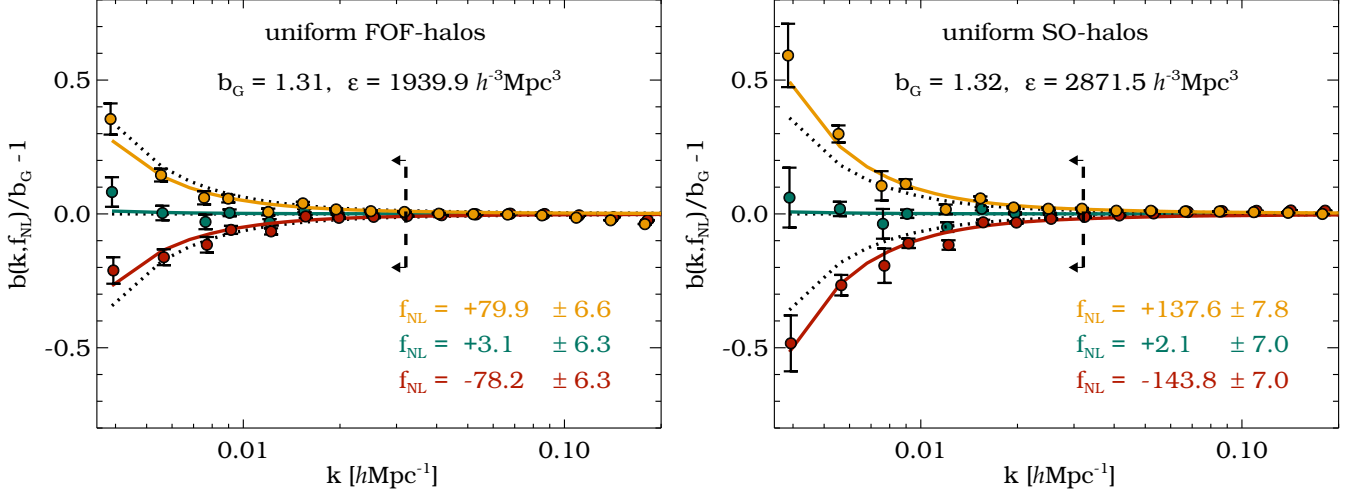 uniform FOF-halos
b_G = 1.31, ε = 1939.9 h⁻³Mpc³
b(k,f_NL)/b_G -1
0.5
0.0
-0.5
f_NL = +79.9 ± 6.6
f_NL = +3.1 ± 6.3
f_NL = -78.2 ± 6.3
0.01
0.10
k [hMpc⁻¹]
uniform SO-halos
b_G = 1.32, ε = 2871.5 h⁻³Mpc³
b(k,f_NL)/b_G -1
0.5
0.0
-0.5
f_NL = +137.6 ± 7.8
f_NL = +2.1 ± 7.0
f_NL = -143.8 ± 7.0
0.01
0.10
k [hMpc⁻¹]